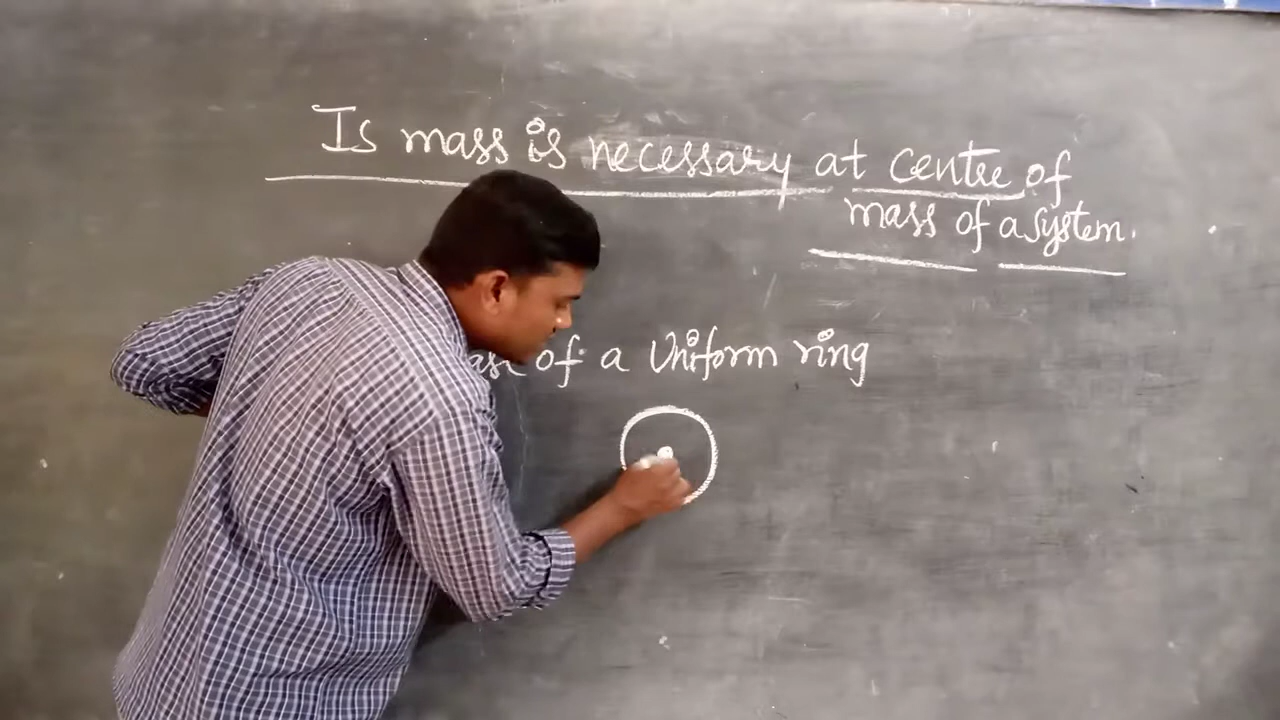 Is mass is necessary at centre of
mass of a system.
of a Uniform ring